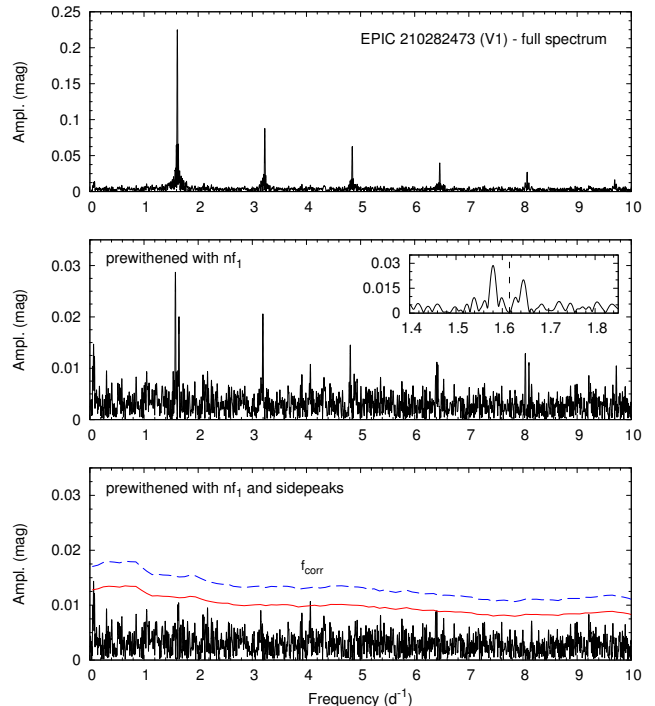 EPIC 210282473 (V1) - full spectrum
Ampl. (mag)
0.25
0.2
0.15
0.1
0.05
0
0 1 2 3 4 5 6 7 8 9 10
prewithened with nf1
Ampl. (mag)
0.03
0.02
0.01
0
0.03
0.015
0
1.4 1.5 1.6 1.7 1.8
0 1 2 3 4 5 6 7 8 9 10
prewithened with nf1 and sidepeaks
Ampl. (mag)
0.03
0.02
0.01
0
fcorr
0 1 2 3 4 5 6 7 8 9 10
Frequency (d-1)